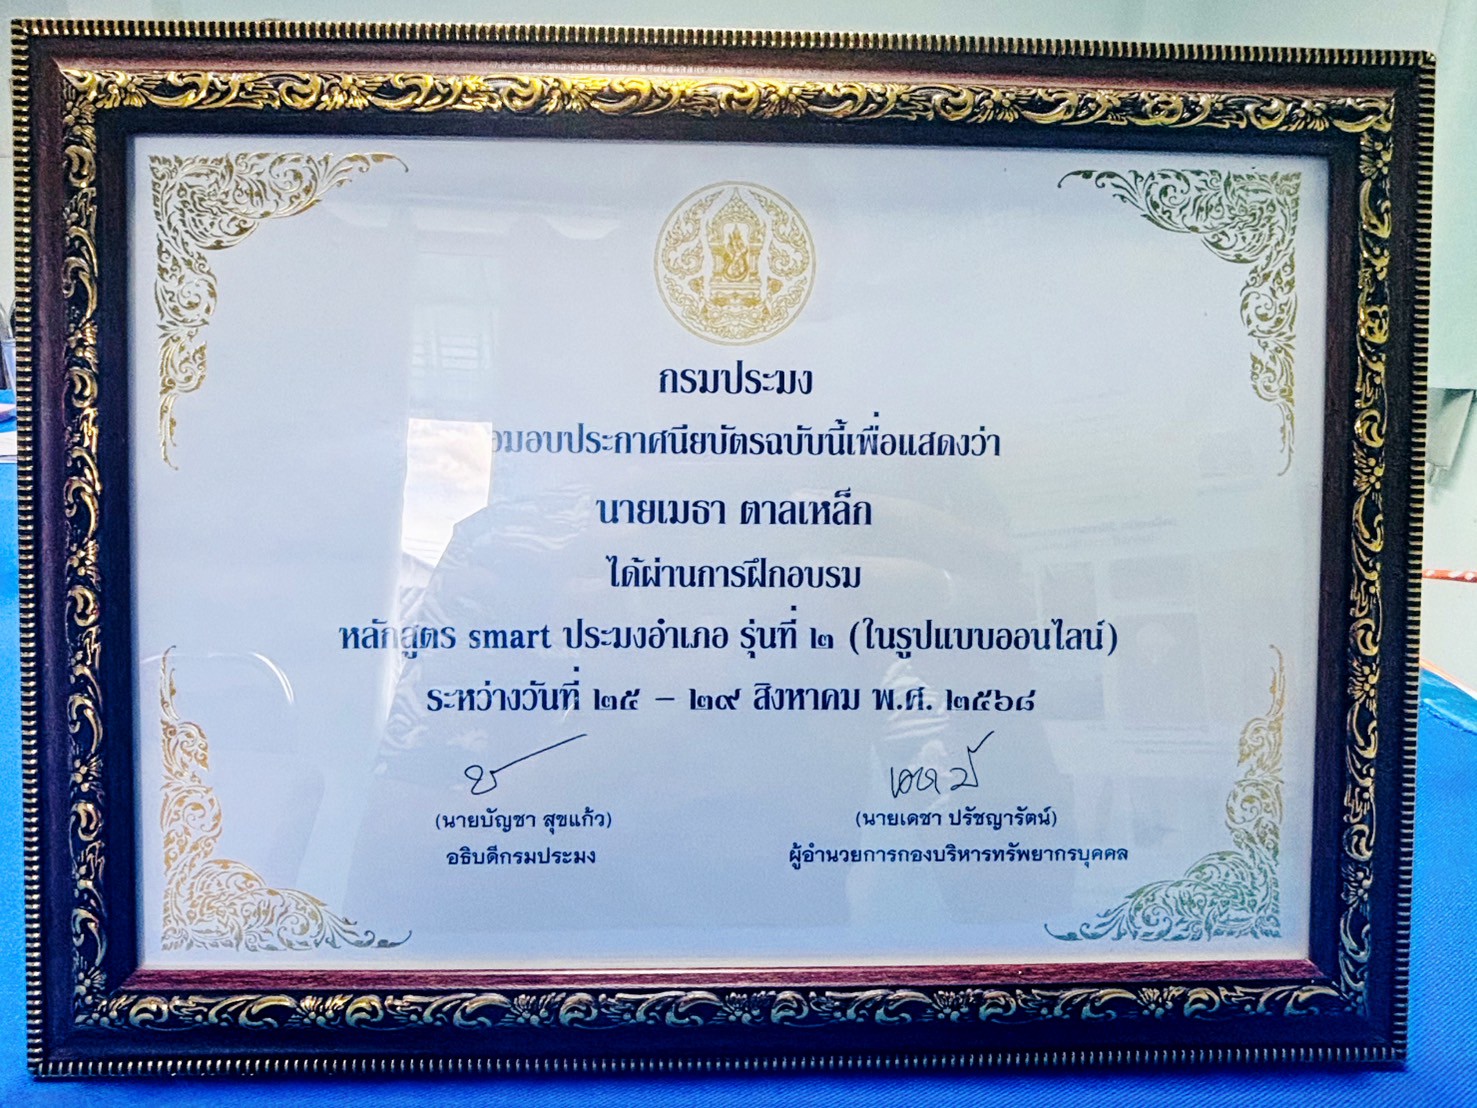 กรมประมง
มอบประกาศนียบัตรฉบับนี้เพื่อแสดงว่า
นายเมธา ตาลเหล็ก
ได้ผ่านการฝึกอบรม
หลักสูตร smart ประมงอำเภอ รุ่นที่ ๒ (ในรูปแบบออนไลน์)
ระหว่างวันที่ ๒๕ – ๒๙ สิงหาคม พ.ศ. ๒๕๖๘
(นายบัญชา สุขแก้ว)
อธิบดีกรมประมง
(นายเดชา ปรัชญารัตน์)
ผู้อำนวยการกองบริหารทรัพยากรบุคคล